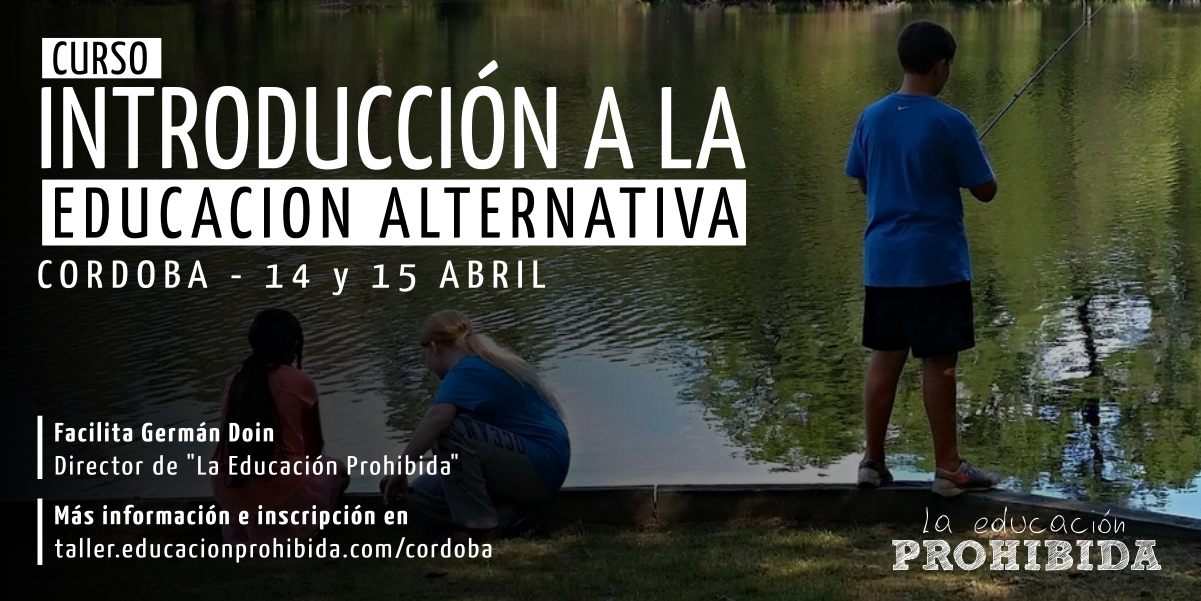 CURSO
INTRODUCCIÓN A LA
EDUCACION ALTERNATIVA
CORDOBA - 14 y 15 ABRIL
Facilita Germán Doin
Director de "La Educación Prohibida"
Más información e inscripción en
taller.educacionprohibida.com/cordoba
la educación
PROHIBIDA